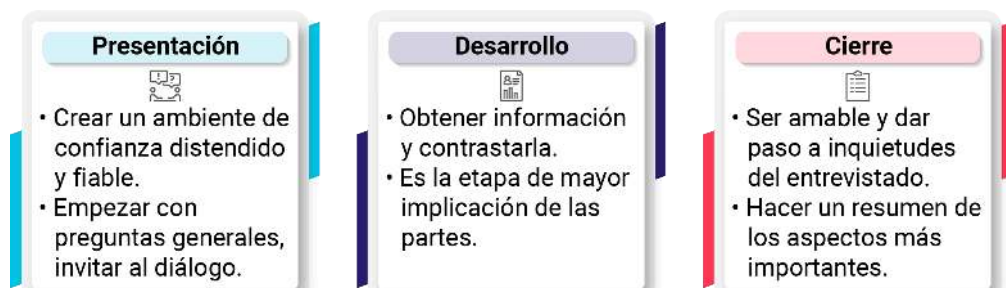 Presentación
• Crear un ambiente de
confianza distendido
y fiable.
• Empezar con
preguntas generales,
invitar al diálogo.
Desarrollo
• Obtener información
y contrastarla.
• Es la etapa de mayor
implicación de las
partes.
Cierre
• Ser amable y dar
paso a inquietudes
del entrevistado.
• Hacer un resumen de
los aspectos más
importantes.